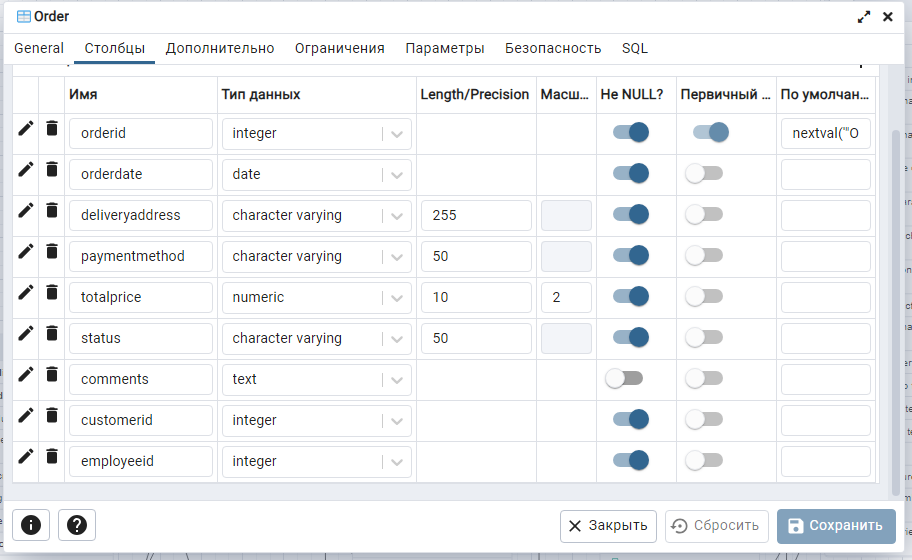 Order
General Столбцы Дополнительно Ограничения Параметры Безопасность SQL
Имя Тип данных Length/Precision Масш... Не NULL? Первичный ... По умолчан...
orderid integer nextval('"O
orderdate date
deliveryaddress character varying 255
paymentmethod character varying 50
totalprice numeric 10 2
status character varying 50
comments text
customerid integer
employeeid integer
Закрыть Сбросить Сохранить